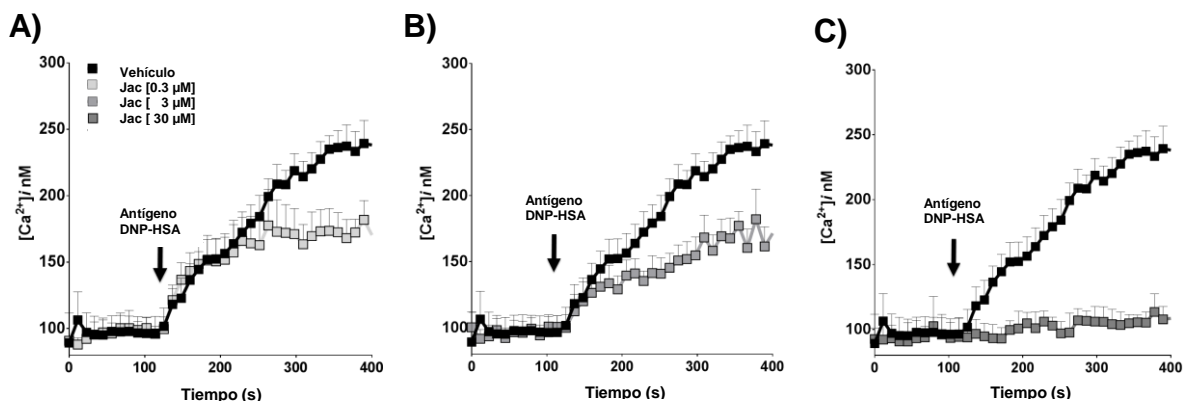 A)
300
250
200
150
100
[Ca²⁺]i nM
Vehículo
Jac [0.3 µM]
Jac [ 3 µM]
Jac [ 30 µM]
Antígeno
DNP-HSA
0 100 200 300 400
Tiempo (s)
B)
300
250
200
150
100
[Ca²⁺]i nM
Antígeno
DNP-HSA
0 100 200 300 400
Tiempo (s)
C)
300
250
200
150
100
[Ca²⁺]i nM
Antígeno
DNP-HSA
0 100 200 300 400
Tiempo (s)